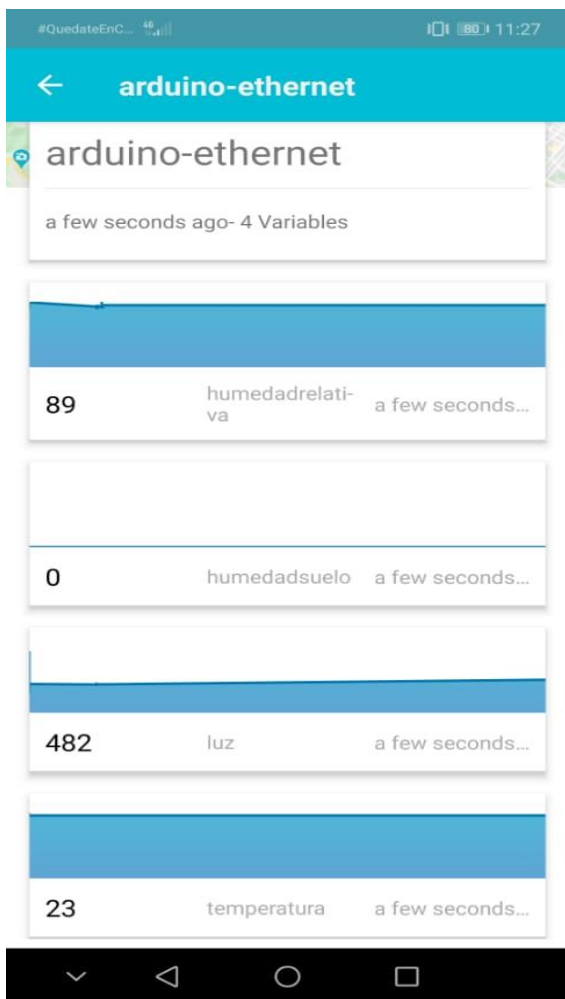 #QuedateEnC... 4G 80 11:27
arduino-ethernet
arduino-ethernet
a few seconds ago- 4 Variables
89 humedadrelati- a few seconds...
va
0 humedadsuelo a few seconds...
482 luz a few seconds...
23 temperatura a few seconds...